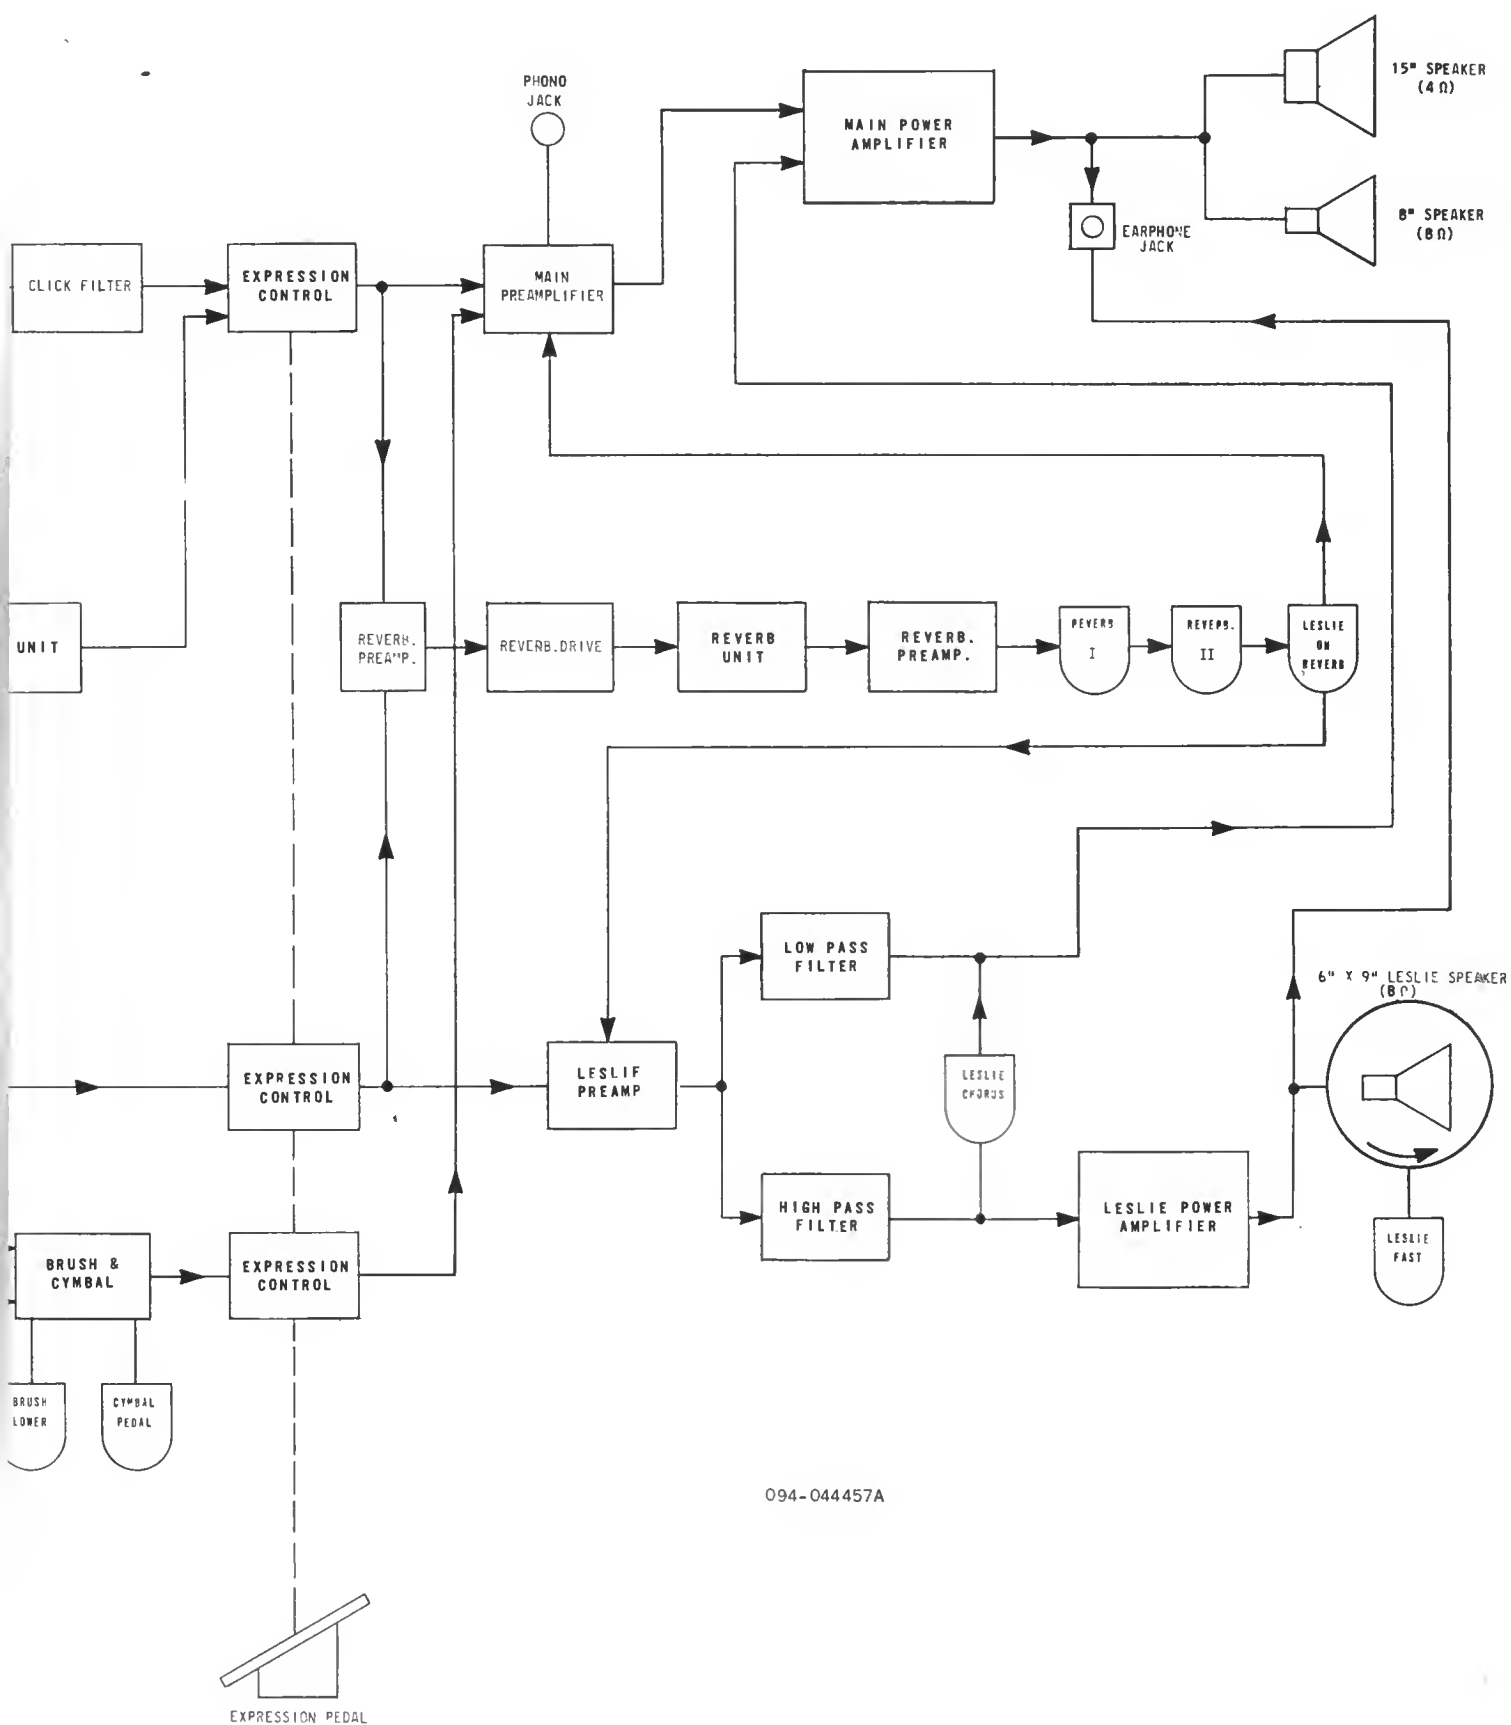 PHONO
JACK
MAIN POWER
AMPLIFIER
15" SPEAKER
(4Ω)
8" SPEAKER
(8Ω)
EARPHONE
JACK
CLICK FILTER
EXPRESSION
CONTROL
MAIN
PREAMPLIFIER
UNIT
REVERB.
PREAMP.
REVERB.DRIVE
REVERB
UNIT
REVERB.
PREAMP.
REVERB
I
REVERB.
II
LESLIE
ON
REVERB
LOW PASS
FILTER
6" X 9" LESLIE SPEAKER
(8Ω)
EXPRESSION
CONTROL
LESLIE
PREAMP
LESLIE
CHORUS
HIGH PASS
FILTER
LESLIE POWER
AMPLIFIER
LESLIE
FAST
BRUSH &
CYMBAL
EXPRESSION
CONTROL
BRUSH
LOWER
CYMBAL
PEDAL
094-044457A
EXPRESSION PEDAL